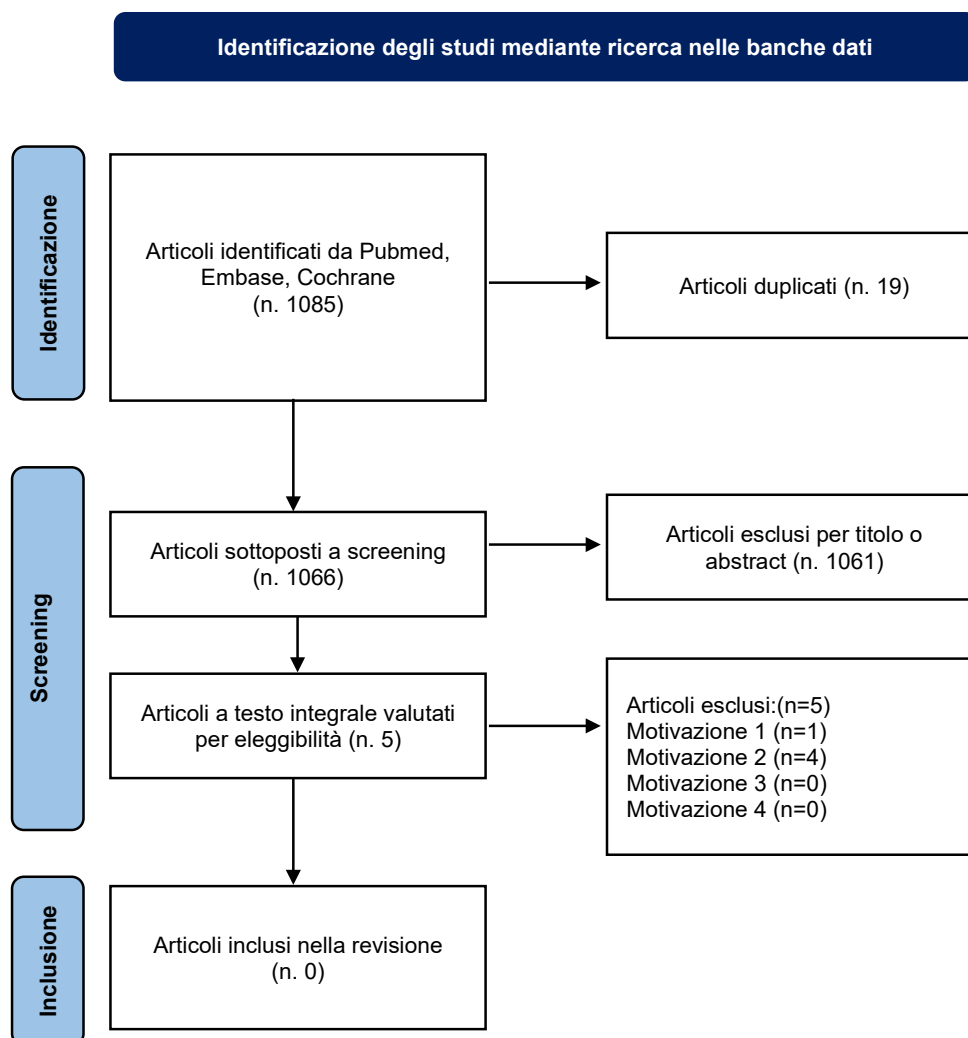 Identificazione degli studi mediante ricerca nelle banche dati
Identificazione
Articoli identificati da Pubmed,
Embase, Cochrane
(n. 1085)
Articoli duplicati (n. 19)
Screening
Articoli sottoposti a screening
(n. 1066)
Articoli esclusi per titolo o
abstract (n. 1061)
Articoli a testo integrale valutati
per eleggibilità (n. 5)
Articoli esclusi:(n=5)
Motivazione 1 (n=1)
Motivazione 2 (n=4)
Motivazione 3 (n=0)
Motivazione 4 (n=0)
Inclusione
Articoli inclusi nella revisione
(n. 0)